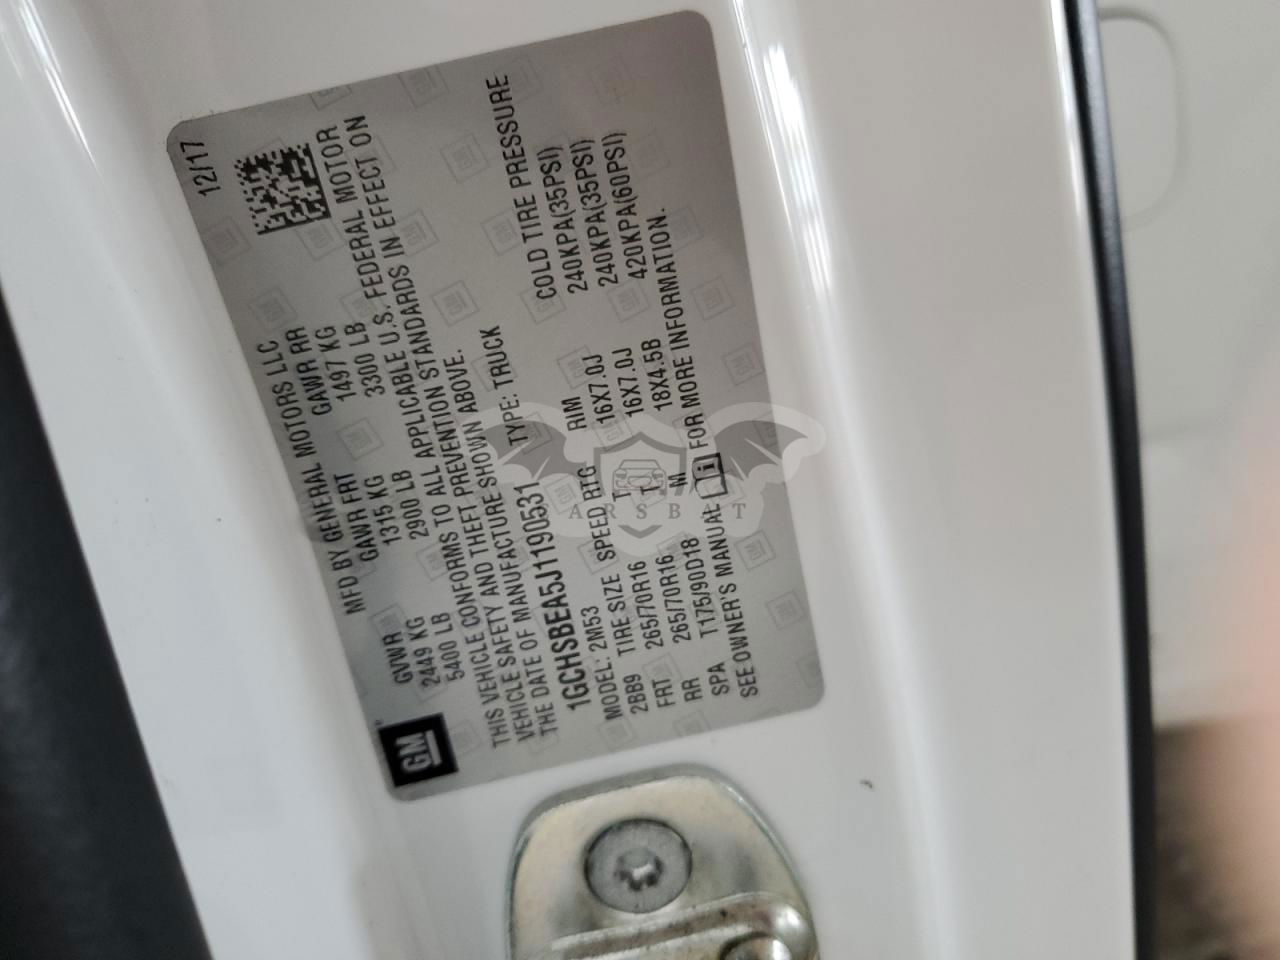 12/17
MFD BY GENERAL MOTORS LLC
GVWR GAWR FRT GAWR RR
2449 KG 1315 KG 1497 KG
5400 LB 2900 LB 3300 LB
THIS VEHICLE CONFORMS TO ALL APPLICABLE U.S. FEDERAL MOTOR
VEHICLE SAFETY AND THEFT PREVENTION STANDARDS IN EFFECT ON
THE DATE OF MANUFACTURE SHOWN ABOVE.
1GCHSBEA5J1190531 TYPE: TRUCK
MODEL: 2M53
2BB9 TIRE SIZE SPEED RTG RIM COLD TIRE PRESSURE
FRT 265/70R16 T 16X7.0J 240KPA(35PSI)
RR 265/70R16 T 16X7.0J 240KPA(35PSI)
SPA T175/90D18 M 18X4.5B 420KPA(60PSI)
SEE OWNER'S MANUAL i FOR MORE INFORMATION.
GM
ARSBAT